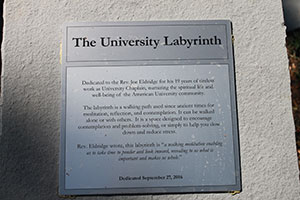 The University Labyrinth
Dedicated to the Rev. Joe Eldridge for his 19 years of tireless
work as University Chaplain, nurturing the spiritual life and
well-being of the American University community.
The labyrinth is a walking path used since ancient times for
meditation, reflection, and contemplation. It can be walked
alone or with others. It is a space designed to encourage
contemplation and problem-solving, or simply to help you slow
down and reduce stress.
Rev. Eldridge wrote, this labyrinth is "a walking meditation enabling
us to take time to ponder and look inward, revealing to us what is
important and makes us whole."
Dedicated September 27, 2016